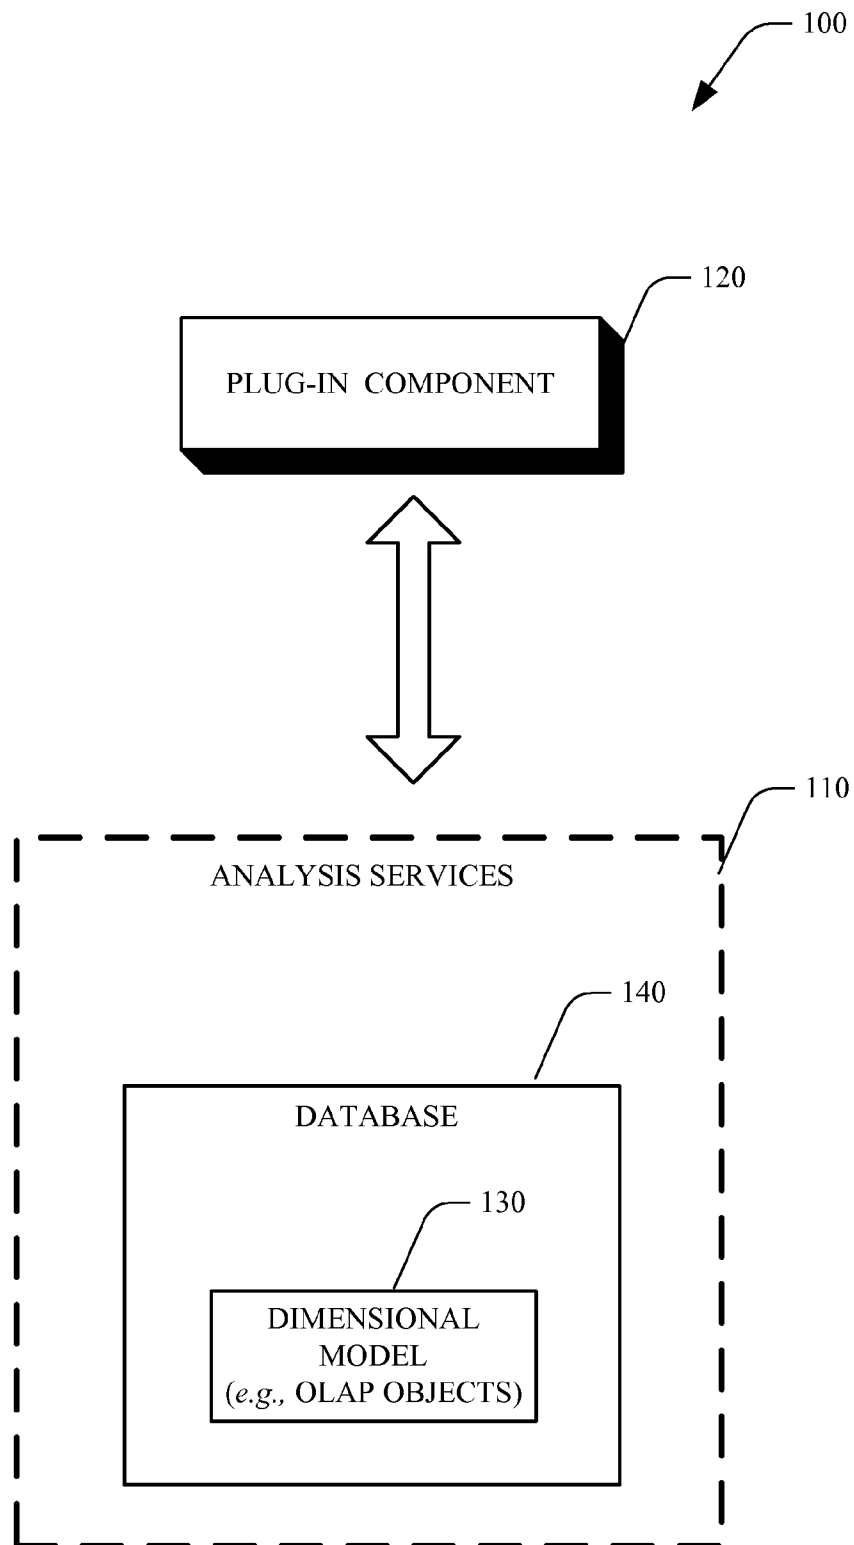 100
120
PLUG-IN COMPONENT
110
ANALYSIS SERVICES
140
DATABASE
130
DIMENSIONAL
MODEL
(e.g., OLAP OBJECTS)